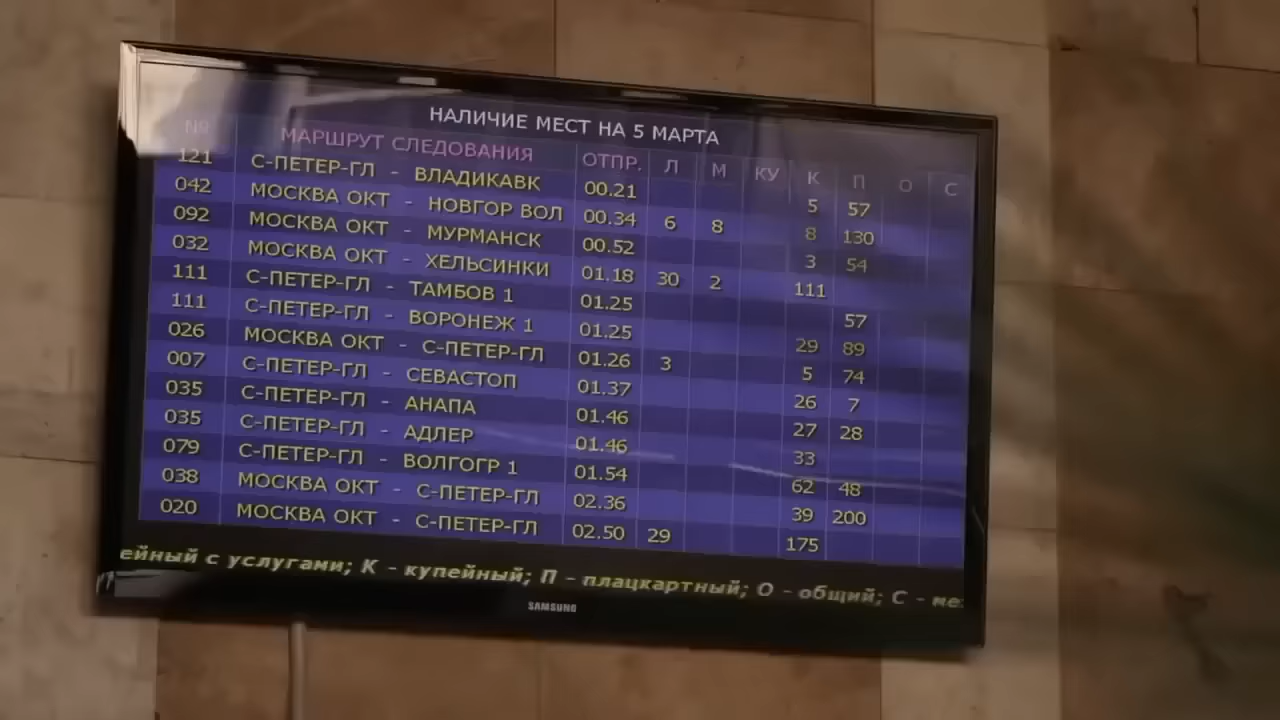 НАЛИЧИЕ МЕСТ НА 5 МАРТА
№ МАРШРУТ СЛЕДОВАНИЯ ОТПР. Л М КУ К П О С
121 С-ПЕТЕР-ГЛ - ВЛАДИКАВК 00.21 5 57
042 МОСКВА ОКТ - НОВГОР ВОЛ 00.34 6 8 8 130
092 МОСКВА ОКТ - МУРМАНСК 00.52 3 54
032 МОСКВА ОКТ - ХЕЛЬСИНКИ 01.18 30 2 111
111 С-ПЕТЕР-ГЛ - ТАМБОВ 1 01.25 57
111 С-ПЕТЕР-ГЛ - ВОРОНЕЖ 1 01.25 29 89
026 МОСКВА ОКТ - С-ПЕТЕР-ГЛ 01.26 3 5 74
007 С-ПЕТЕР-ГЛ - СЕВАСТОП 01.37 26 7
035 С-ПЕТЕР-ГЛ - АНАПА 01.46 27 28
035 С-ПЕТЕР-ГЛ - АДЛЕР 01.46 33
079 С-ПЕТЕР-ГЛ - ВОЛГОГР 1 01.54 62 48
038 МОСКВА ОКТ - С-ПЕТЕР-ГЛ 02.36 39 200
020 МОСКВА ОКТ - С-ПЕТЕР-ГЛ 02.50 29 175
ейный с услугами; К - купейный; П - плацкартный; О - общий; С - ме
SAMSUNG